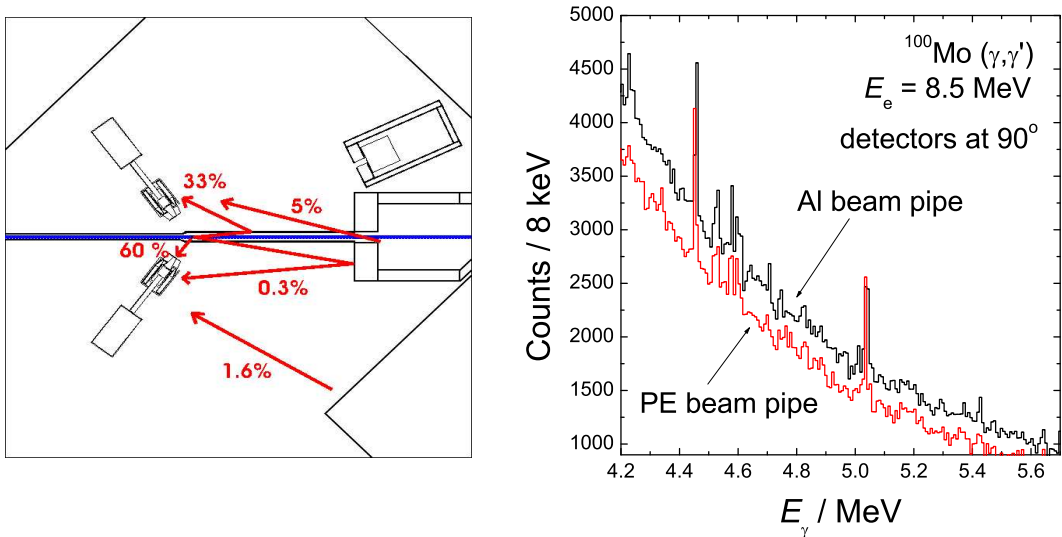 33%
5%
60 %
0.3%
1.6%
5000
4500
4000
3500
3000
2500
2000
1500
1000
Counts / 8 keV
¹⁰⁰Mo (γ,γ')
Eₑ = 8.5 MeV
detectors at 90°
Al beam pipe
PE beam pipe
4.2 4.4 4.6 4.8 5.0 5.2 5.4 5.6
Eᵧ / MeV